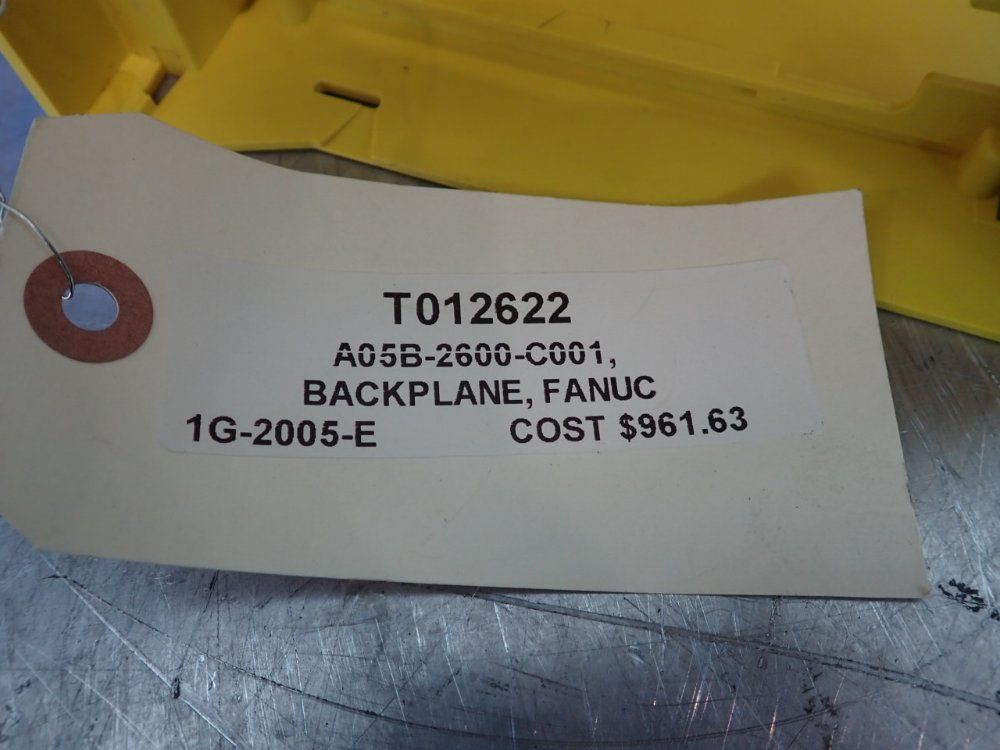 T012622
A05B-2600-C001,
BACKPLANE, FANUC
1G-2005-E COST $961.63